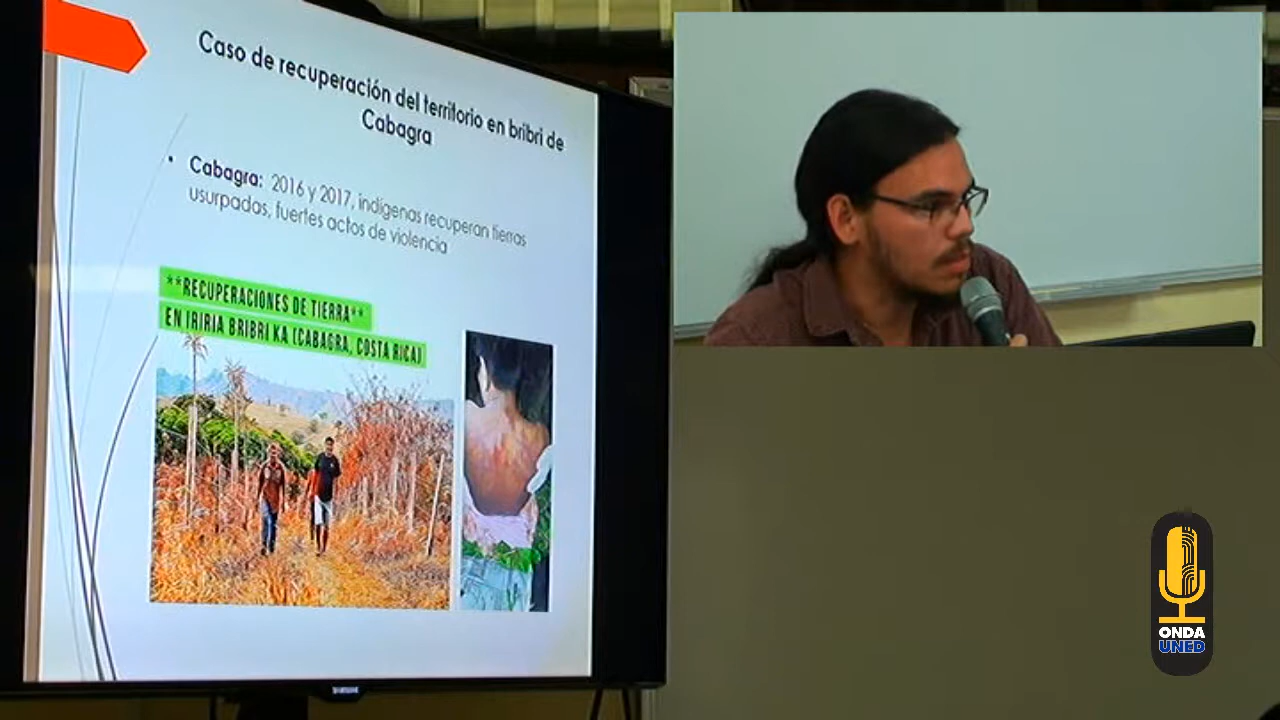 Caso de recuperación del territorio en bribri de
Cabagra
• Cabagra: 2016 y 2017, indígenas recuperan tierras
usurpadas, fuertes actos de violencia
**RECUPERACIONES DE TIERRA**
EN IRIRIA BRIBRI KA (CABAGRA, COSTA RICA)
SAMSUNG
ONDA
UNED